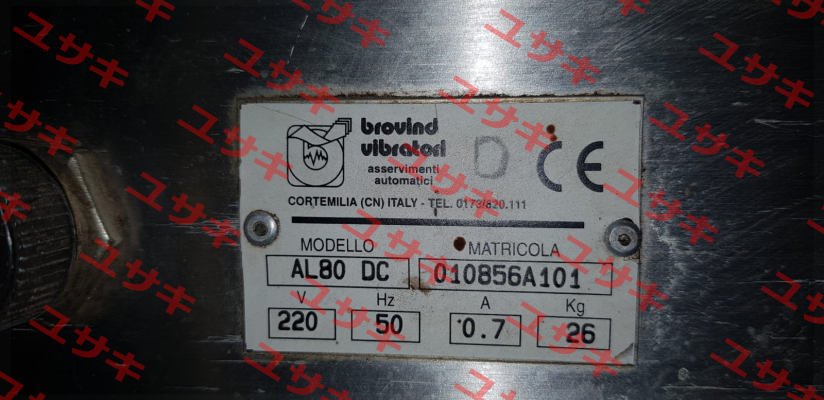 brovind
vibratori
asservimenti
automatici
D
CE
CORTEMILIA (CN) ITALY - TEL. 0173/820.111
MODELLO MATRICOLA
AL80 DC 010856A101
V Hz A Kg
220 50 0.7 26
ユサキ